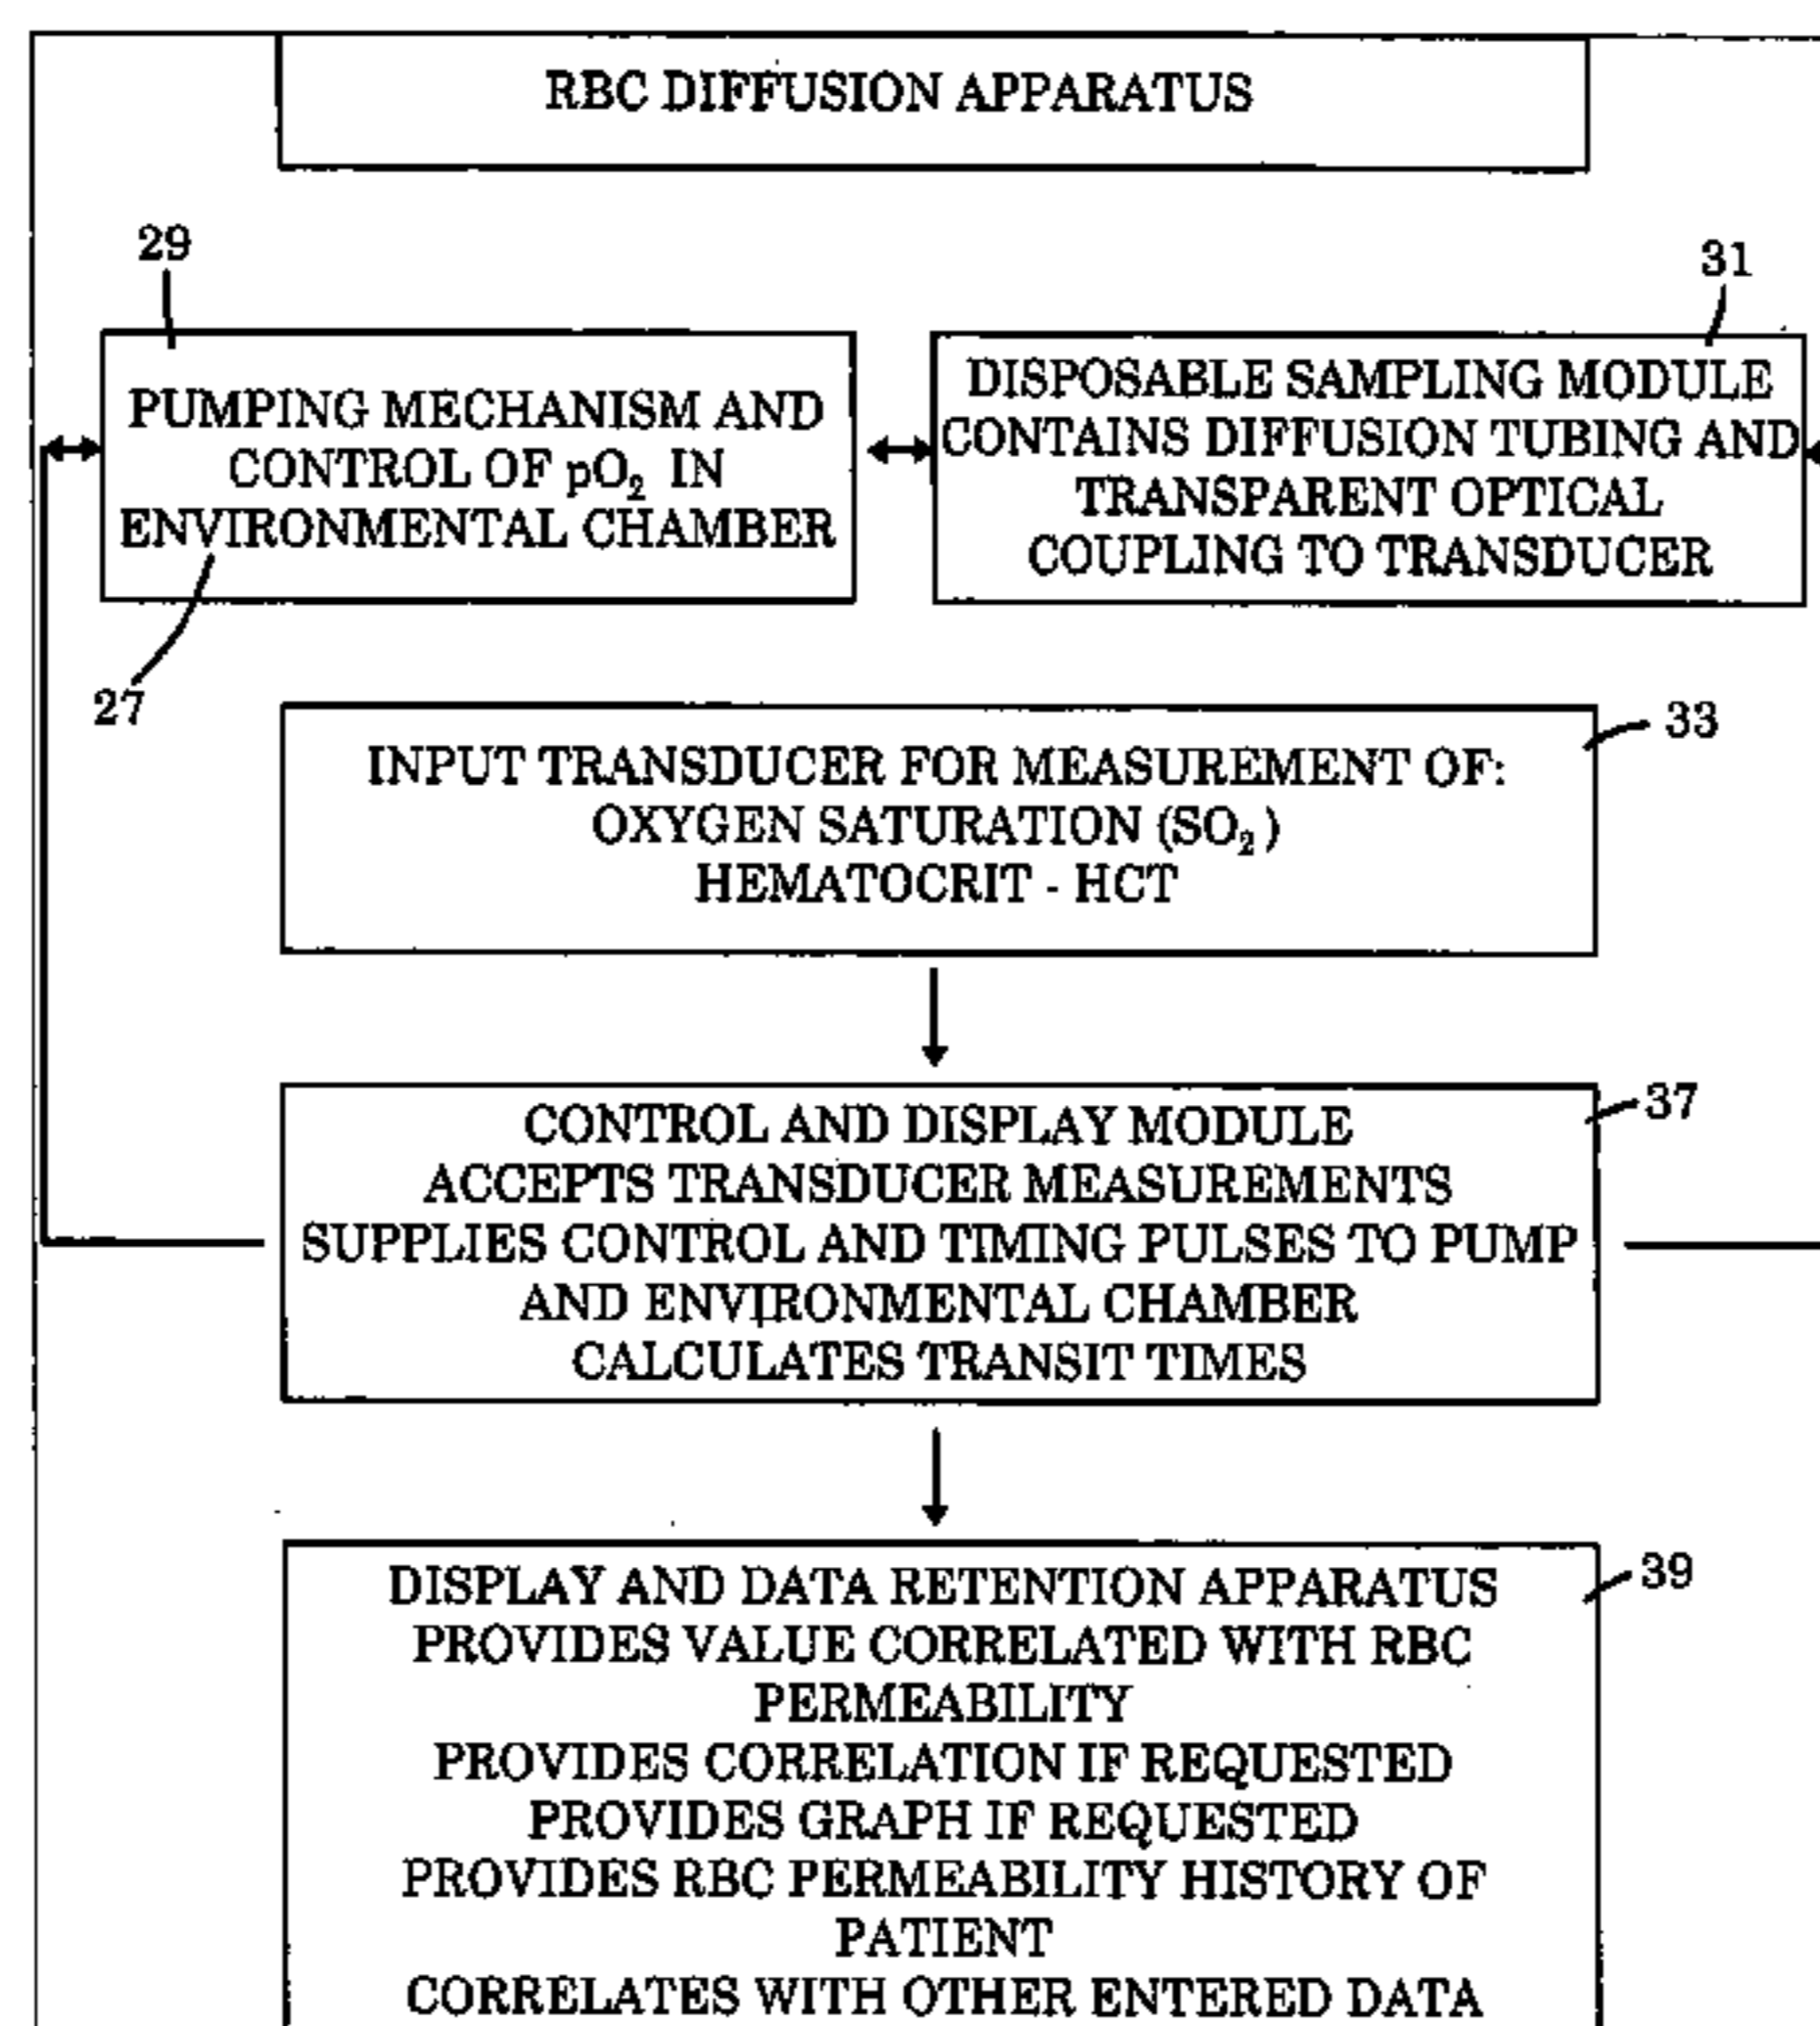 RBC DIFFUSION APPARATUS
29
31
PUMPING MECHANISM AND
CONTROL OF pO₂ IN
ENVIRONMENTAL CHAMBER
27
DISPOSABLE SAMPLING MODULE
CONTAINS DIFFUSION TUBING AND
TRANSPARENT OPTICAL
COUPLING TO TRANSDUCER
33
INPUT TRANSDUCER FOR MEASUREMENT OF:
OXYGEN SATURATION (SO₂)
HEMATOCRIT - HCT
37
CONTROL AND DISPLAY MODULE
ACCEPTS TRANSDUCER MEASUREMENTS
SUPPLIES CONTROL AND TIMING PULSES TO PUMP
AND ENVIRONMENTAL CHAMBER
CALCULATES TRANSIT TIMES
39
DISPLAY AND DATA RETENTION APPARATUS
PROVIDES VALUE CORRELATED WITH RBC
PERMEABILITY
PROVIDES CORRELATION IF REQUESTED
PROVIDES GRAPH IF REQUESTED
PROVIDES RBC PERMEABILITY HISTORY OF
PATIENT
CORRELATES WITH OTHER ENTERED DATA